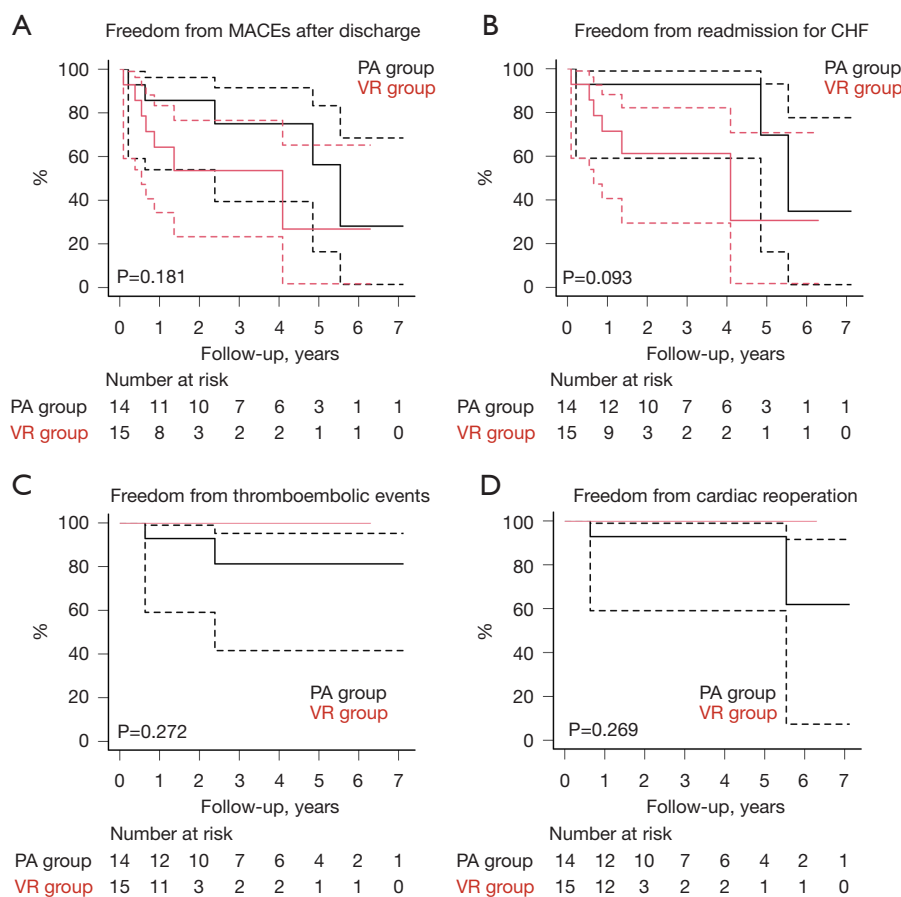 A Freedom from MACEs after discharge
100
80
60
40
20
0
%
PA group
VR group
P=0.181
0 1 2 3 4 5 6 7
Follow-up, years
Number at risk
PA group 14 11 10 7 6 3 1 1
VR group 15 8 3 2 2 1 1 0
B Freedom from readmission for CHF
100
80
60
40
20
0
%
PA group
VR group
P=0.093
0 1 2 3 4 5 6 7
Follow-up, years
Number at risk
PA group 14 12 10 7 6 3 1 1
VR group 15 9 3 2 2 1 1 0
C Freedom from thromboembolic events
100
80
60
40
20
0
%
PA group
VR group
P=0.272
0 1 2 3 4 5 6 7
Follow-up, years
Number at risk
PA group 14 12 10 7 6 4 2 1
VR group 15 11 3 2 2 1 1 0
D Freedom from cardiac reoperation
100
80
60
40
20
0
%
PA group
VR group
P=0.269
0 1 2 3 4 5 6 7
Follow-up, years
Number at risk
PA group 14 12 10 7 6 4 2 1
VR group 15 12 3 2 2 1 1 0